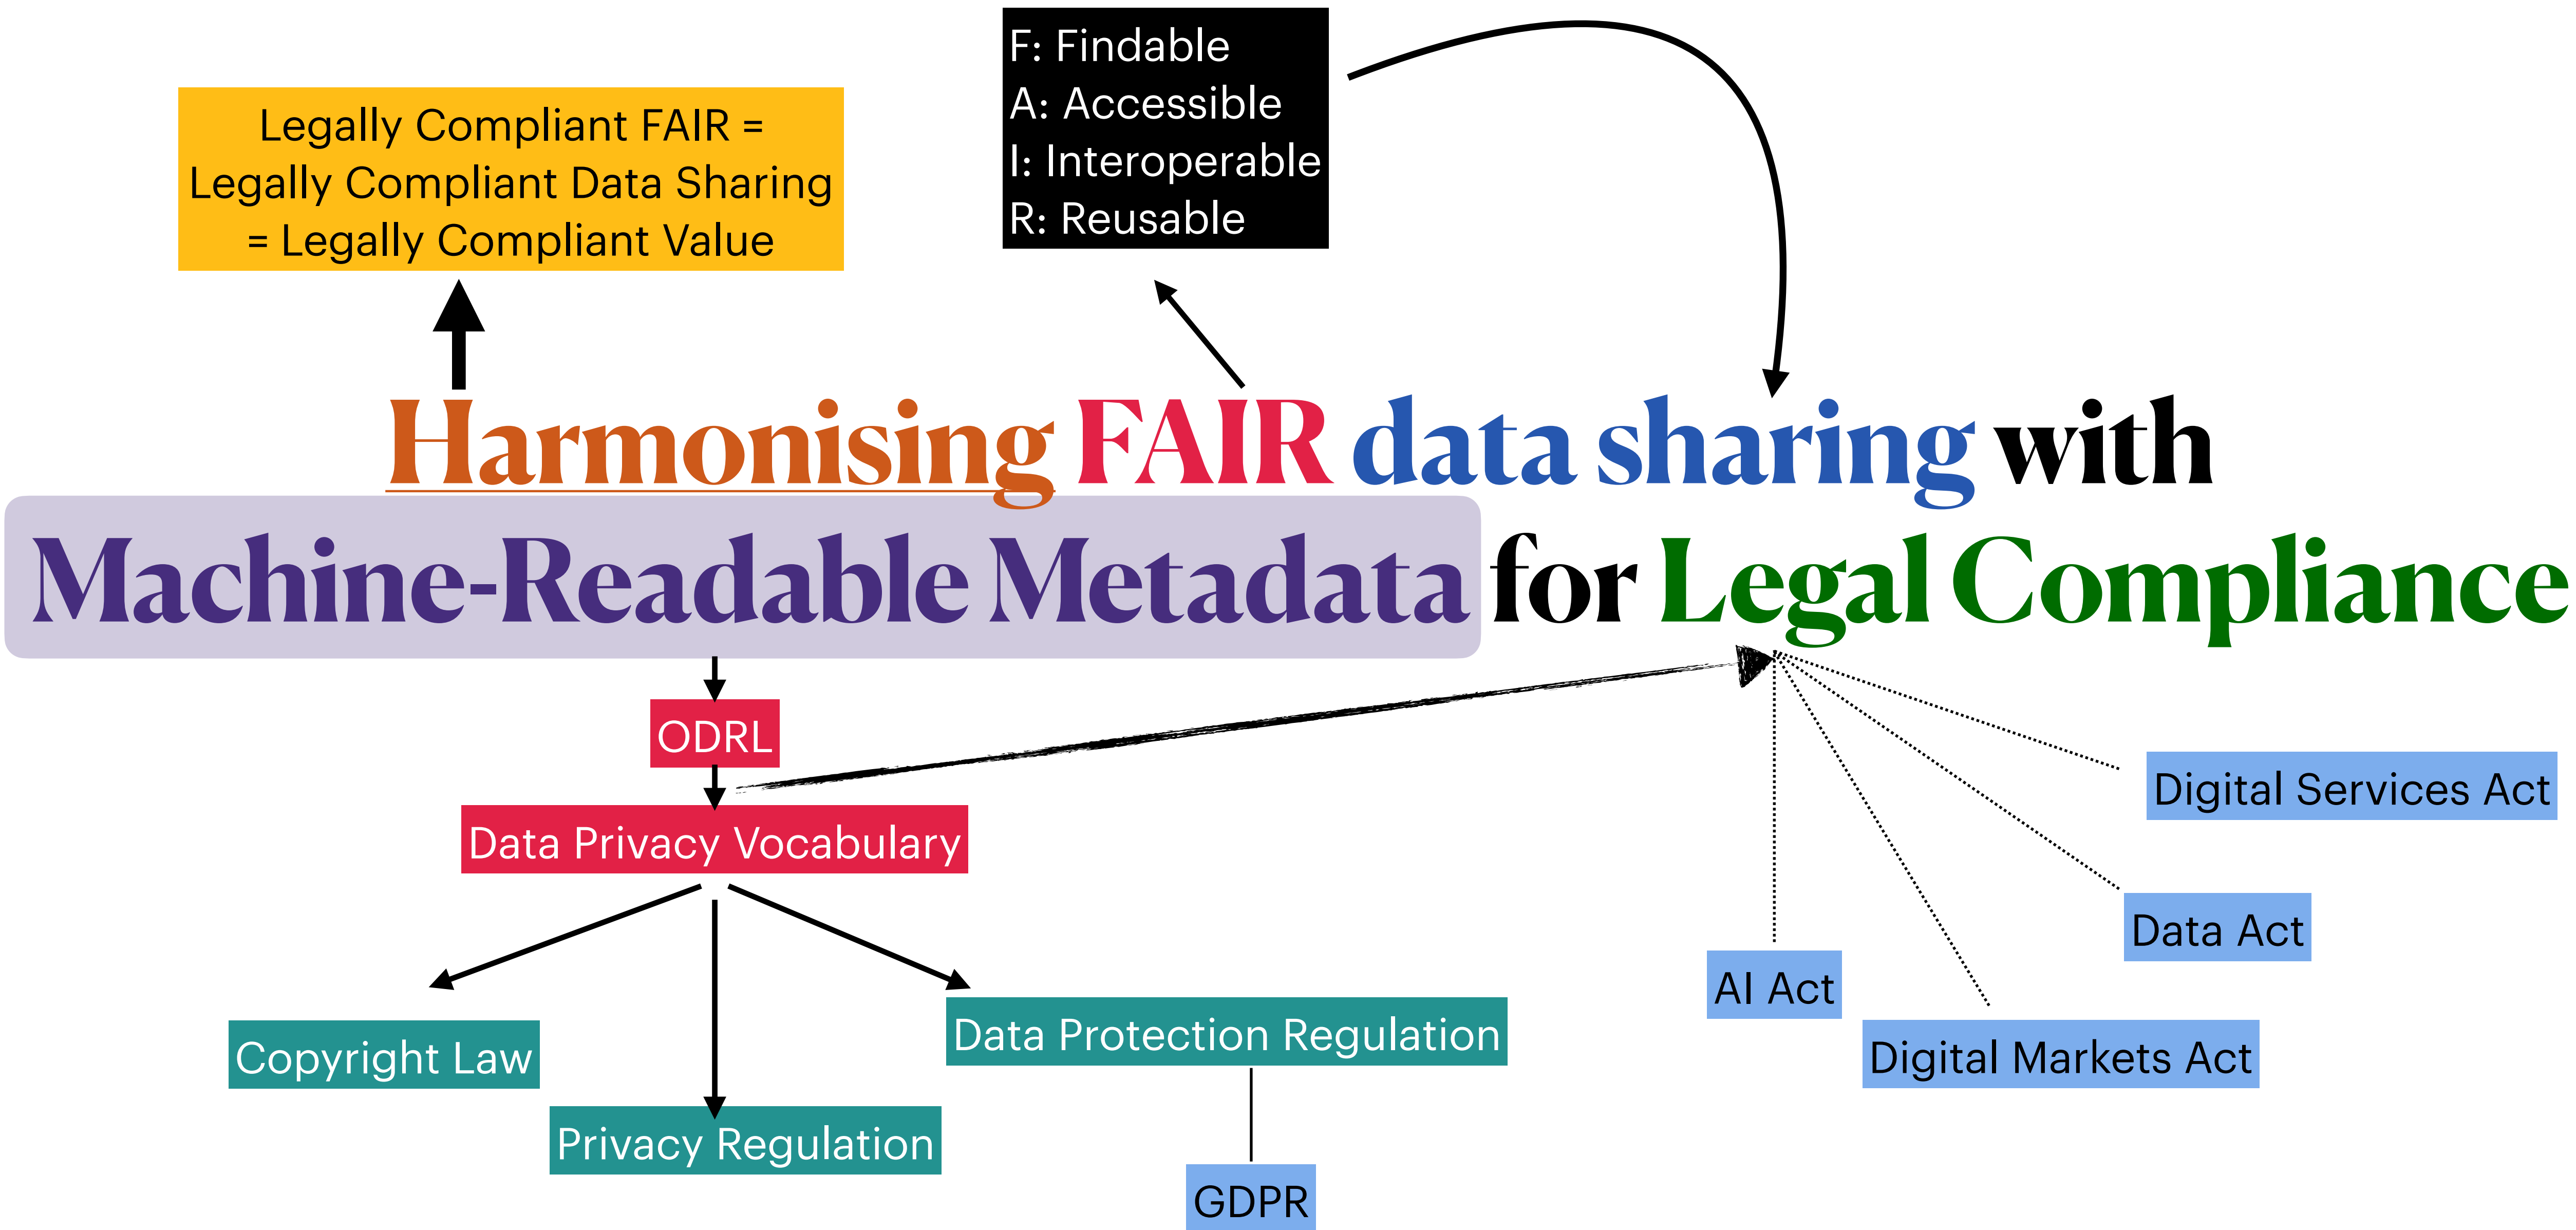 F: Findable
A: Accessible
I: Interoperable
R: Reusable
Legally Compliant FAIR =
Legally Compliant Data Sharing
= Legally Compliant Value
Harmonising FAIR data sharing with
Machine-Readable Metadata for Legal Compliance
ODRL
Data Privacy Vocabulary
Copyright Law
Privacy Regulation
Data Protection Regulation
GDPR
Digital Services Act
Data Act
AI Act
Digital Markets Act